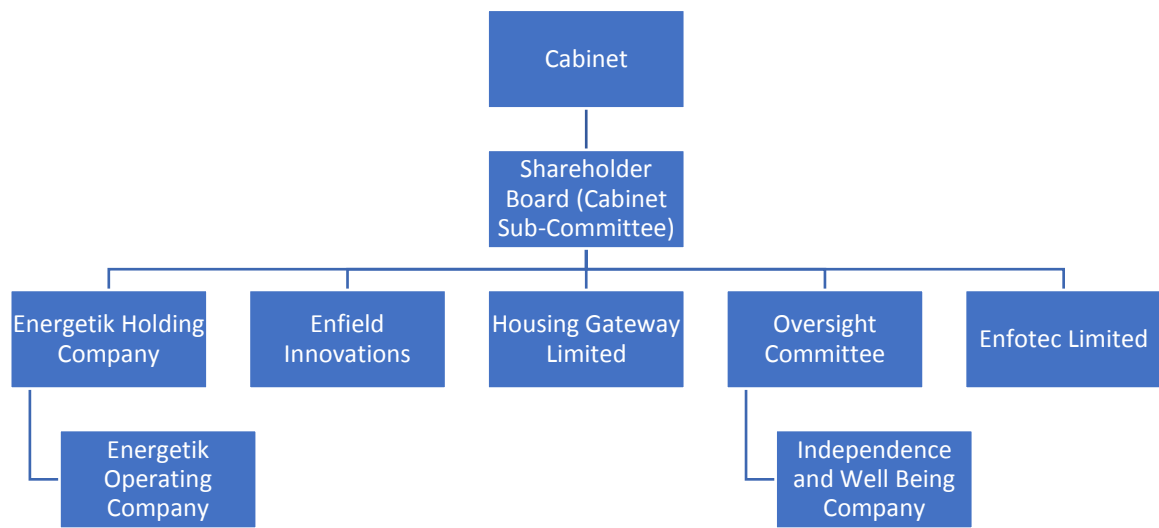 Cabinet
Shareholder
Board (Cabinet
Sub-Committee)
Energetik Holding
Company
Enfield
Innovations
Housing Gateway
Limited
Oversight
Committee
Enfotec Limited
Energetik
Operating
Company
Independence
and Well Being
Company